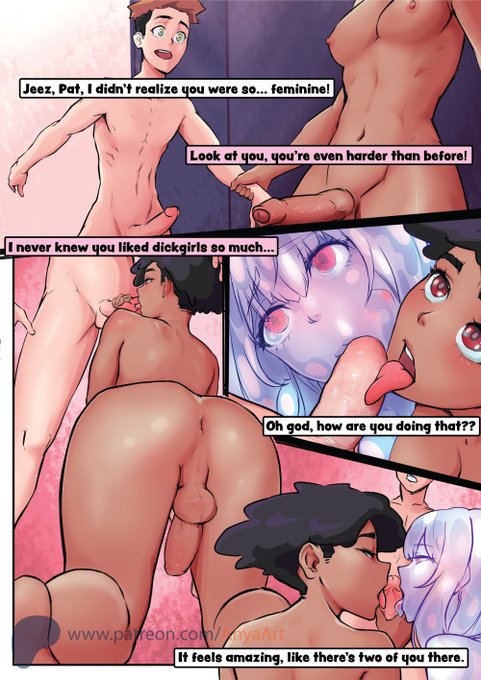 Jeez, Pat, I didn't realize you were so... feminine!
Look at you, you're even harder than before!
I never knew you liked dickgirls so much...
Oh god, how are you doing that??
www.patreon.com/AnyaArt
It feels amazing, like there's two of you there.